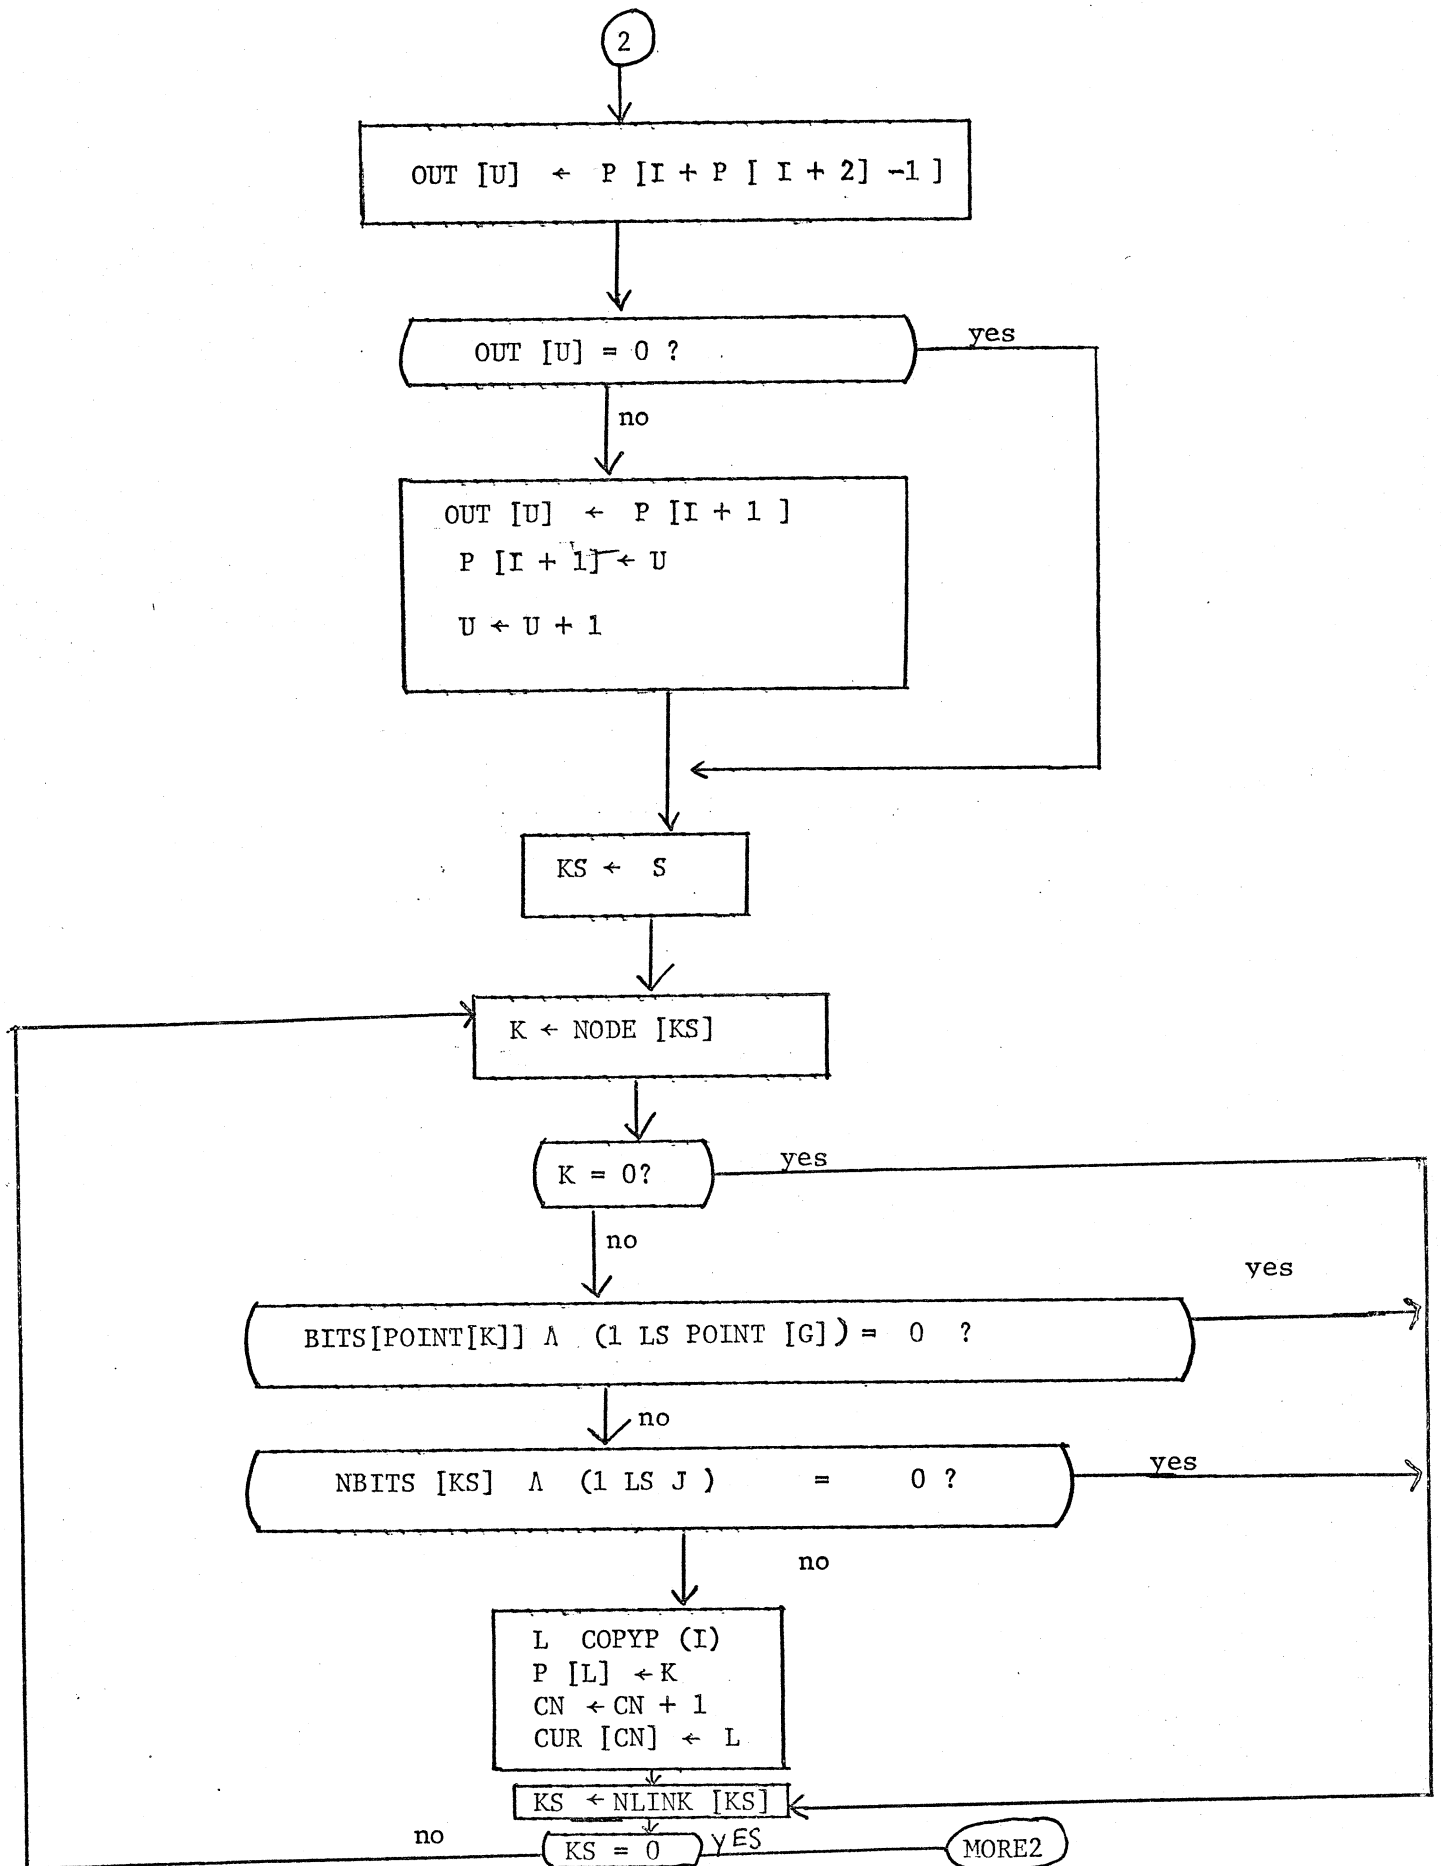 2
OUT [U] ← P [I + P [ I + 2] -1 ]
OUT [U] = 0 ?
yes
no
OUT [U] ← P [I + 1 ]
P [I + 1] ← U
U ← U + 1
KS ← S
K ← NODE [KS]
K = 0?
yes
no
yes
BITS[POINT[K]] Λ (1 LS POINT [G]) = 0 ?
no
NBITS [KS] Λ (1 LS J ) = 0 ?
yes
no
L COPYP (I)
P [L] ← K
CN ← CN + 1
CUR [CN] ← L
KS ← NLINK [KS]
no
KS = 0
YES
MORE2